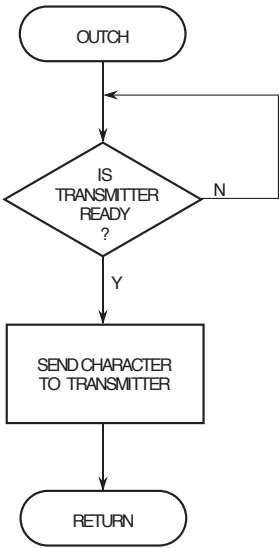 OUTCH
IS
TRANSMITTER
READY
?
N
Y
SEND CHARACTER
TO TRANSMITTER
RETURN